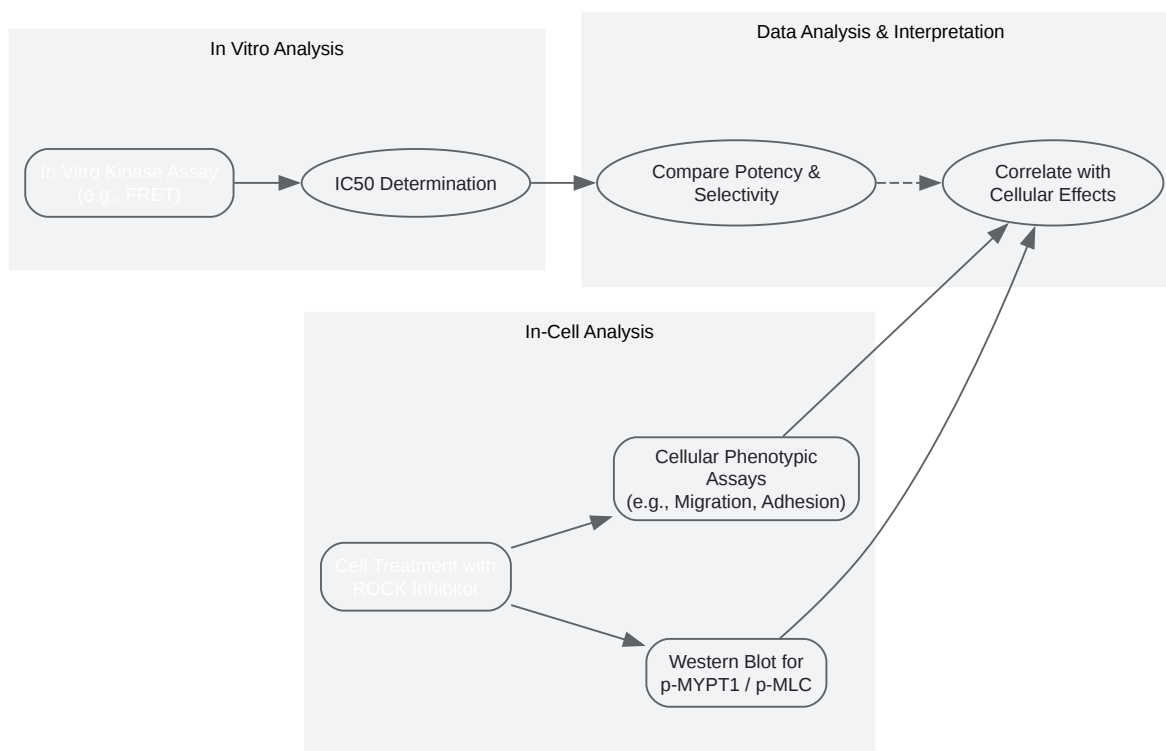 In Vitro Analysis
Data Analysis & Interpretation
In Vitro Kinase Assay
(e.g., FRET)
IC50 Determination
Compare Potency &
Selectivity
Correlate with
Cellular Effects
In-Cell Analysis
Cellular Phenotypic
Assays
(e.g., Migration, Adhesion)
Cell Treatment with
ROCK Inhibitor
Western Blot for
p-MYPT1 / p-MLC